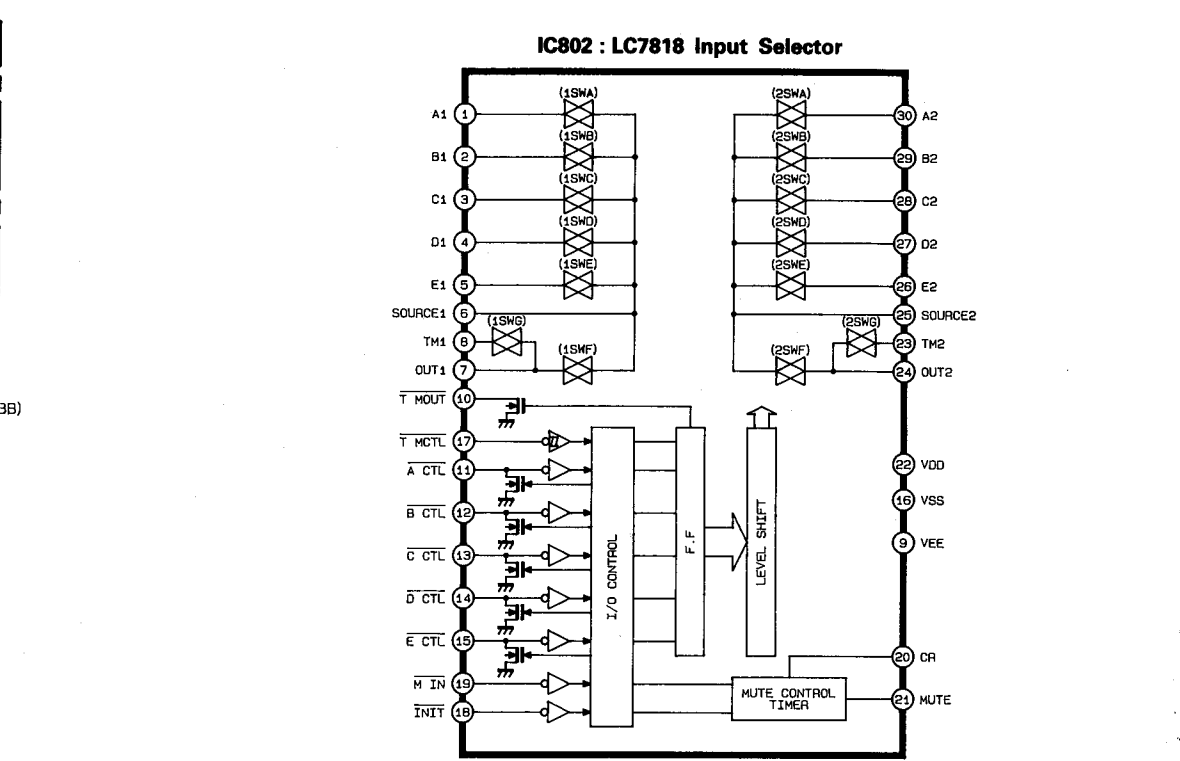 IC802 : LC7818 Input Selector
(1SWA)
(2SWA)
A1 1
30 A2
(1SWB)
(2SWB)
B1 2
29 B2
(1SWC)
(2SWC)
C1 3
28 C2
(1SWD)
(2SWD)
D1 4
27 D2
(1SWE)
(2SWE)
E1 5
26 E2
SOURCE1 6
25 SOURCE2
(1SWG)
(2SWG)
TM1 8
23 TM2
(1SWF)
(2SWF)
OUT1 7
24 OUT2
T MOUT 10
BB)
T MCTL 17
A CTL 11
22 VDD
16 VSS
B CTL 12
9 VEE
C CTL 13
D CTL 14
E CTL 15
I/O CONTROL
F.F
LEVEL SHIFT
20 CR
M IN 19
MUTE CONTROL
TIMER
21 MUTE
INIT 18